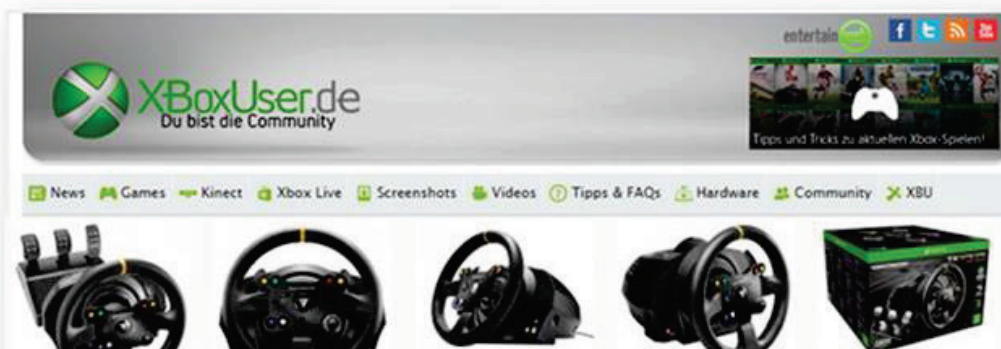 entertain
XBoxUser.de
Du bist die Community
Tipps und Tricks zu aktuellen Xbox-Spielen!
News Games Kinect Xbox Live Screenshots Videos Tipps & FAQs Hardware Community XBU